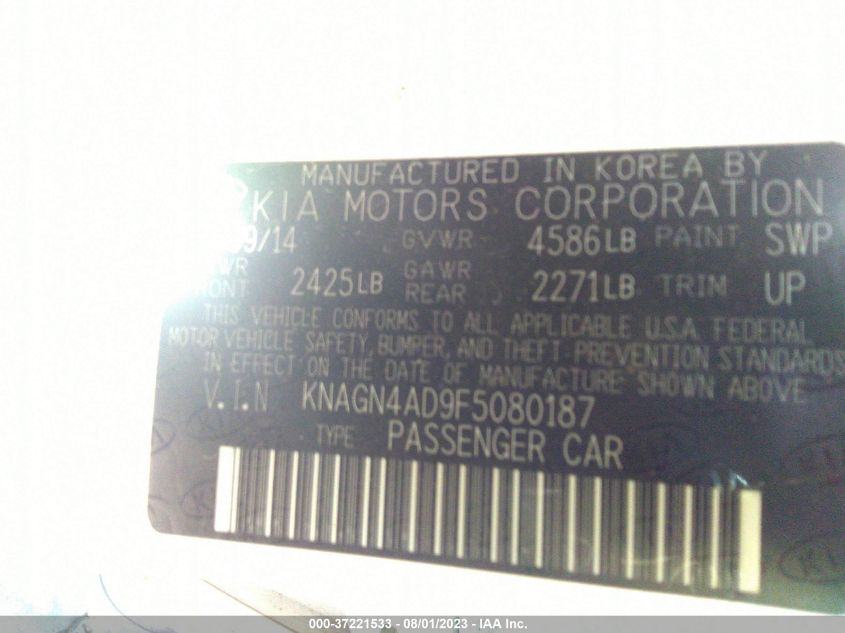 MANUFACTURED IN KOREA BY
KIA MOTORS CORPORATION
9/14 GVWR 4586LB PAINT SWP
2425LB GAWR REAR 2271LB TRIM UP
THIS VEHICLE CONFORMS TO ALL APPLICABLE U.S.A. FEDERAL
MOTOR VEHICLE SAFETY, BUMPER, AND THEFT PREVENTION STANDARDS
IN EFFECT ON THE DATE OF MANUFACTURE SHOWN ABOVE
V.I.N KNAGN4AD9F5080187
TYPE PASSENGER CAR
000-37221533 - 08/01/2023 - IAA Inc.